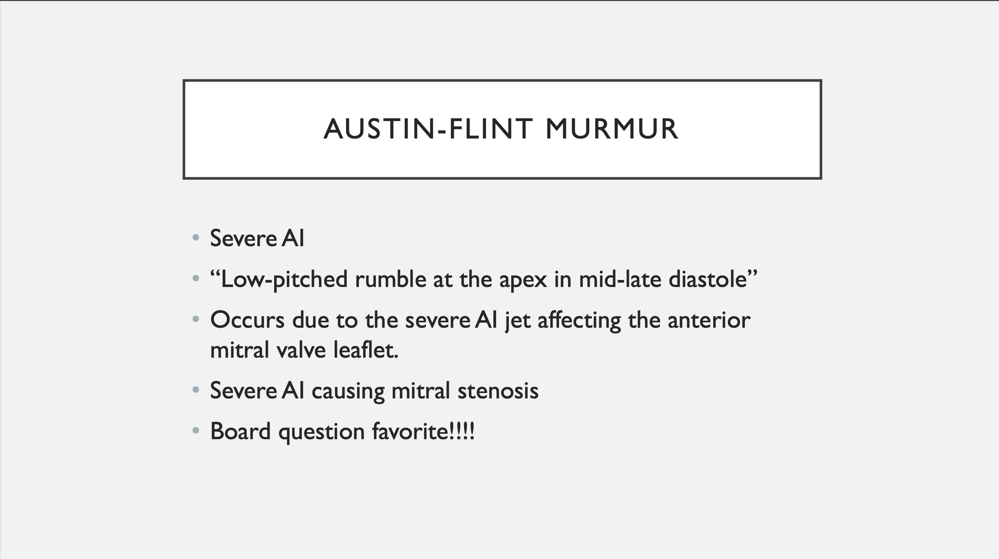 AUSTIN-FLINT MURMUR
• Severe AI
• “Low-pitched rumble at the apex in mid-late diastole”
• Occurs due to the severe AI jet affecting the anterior
mitral valve leaflet.
• Severe AI causing mitral stenosis
• Board question favorite!!!!